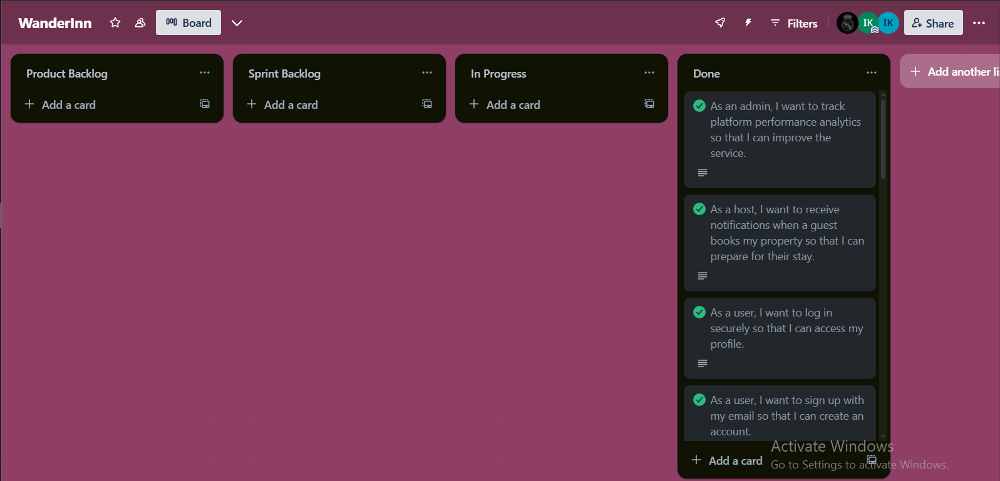 WanderInn
Board
Filters
IK
IK
Share
Product Backlog
Add a card
Sprint Backlog
Add a card
In Progress
Add a card
Done
As an admin, I want to track
platform performance analytics
so that I can improve the
service.
As a host, I want to receive
notifications when a guest
books my property so that I can
prepare for their stay.
As a user, I want to log in
securely so that I can access my
profile.
As a user, I want to sign up with
my email so that I can create an
account.
Add a card
Add another li
Activate Windows
Go to Settings to activate Windows.